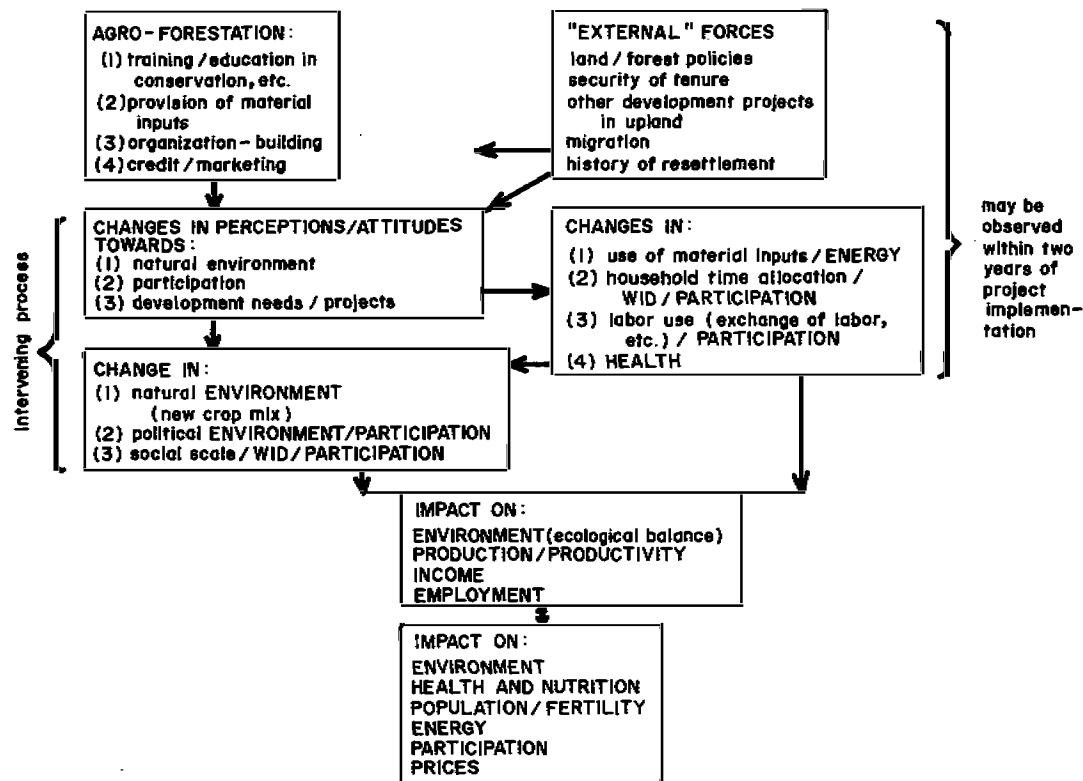 AGRO-FORESTATION:
(1) training/education in
conservation, etc.
(2) provision of material
inputs
(3) organization-building
(4) credit/marketing
"EXTERNAL" FORCES
land/forest policies
security of tenure
other development projects
in upland
migration
history of resettlement
CHANGES IN PERCEPTIONS/ATTITUDES
TOWARDS:
(1) natural environment
(2) participation
(3) development needs/projects
CHANGES IN:
(1) use of material inputs/ENERGY
(2) household time allocation/
WID/PARTICIPATION
(3) labor use (exchange of labor,
etc.) / PARTICIPATION
(4) HEALTH
may be
observed
within two
years of
project
implemen-
tation
Intervening process
CHANGE IN:
(1) natural ENVIRONMENT
(new crop mix)
(2) political ENVIRONMENT/PARTICIPATION
(3) social scale/WID/PARTICIPATION
IMPACT ON:
ENVIRONMENT(ecological balance)
PRODUCTION/PRODUCTIVITY
INCOME
EMPLOYMENT
IMPACT ON:
ENVIRONMENT
HEALTH AND NUTRITION
POPULATION/FERTILITY
ENERGY
PARTICIPATION
PRICES